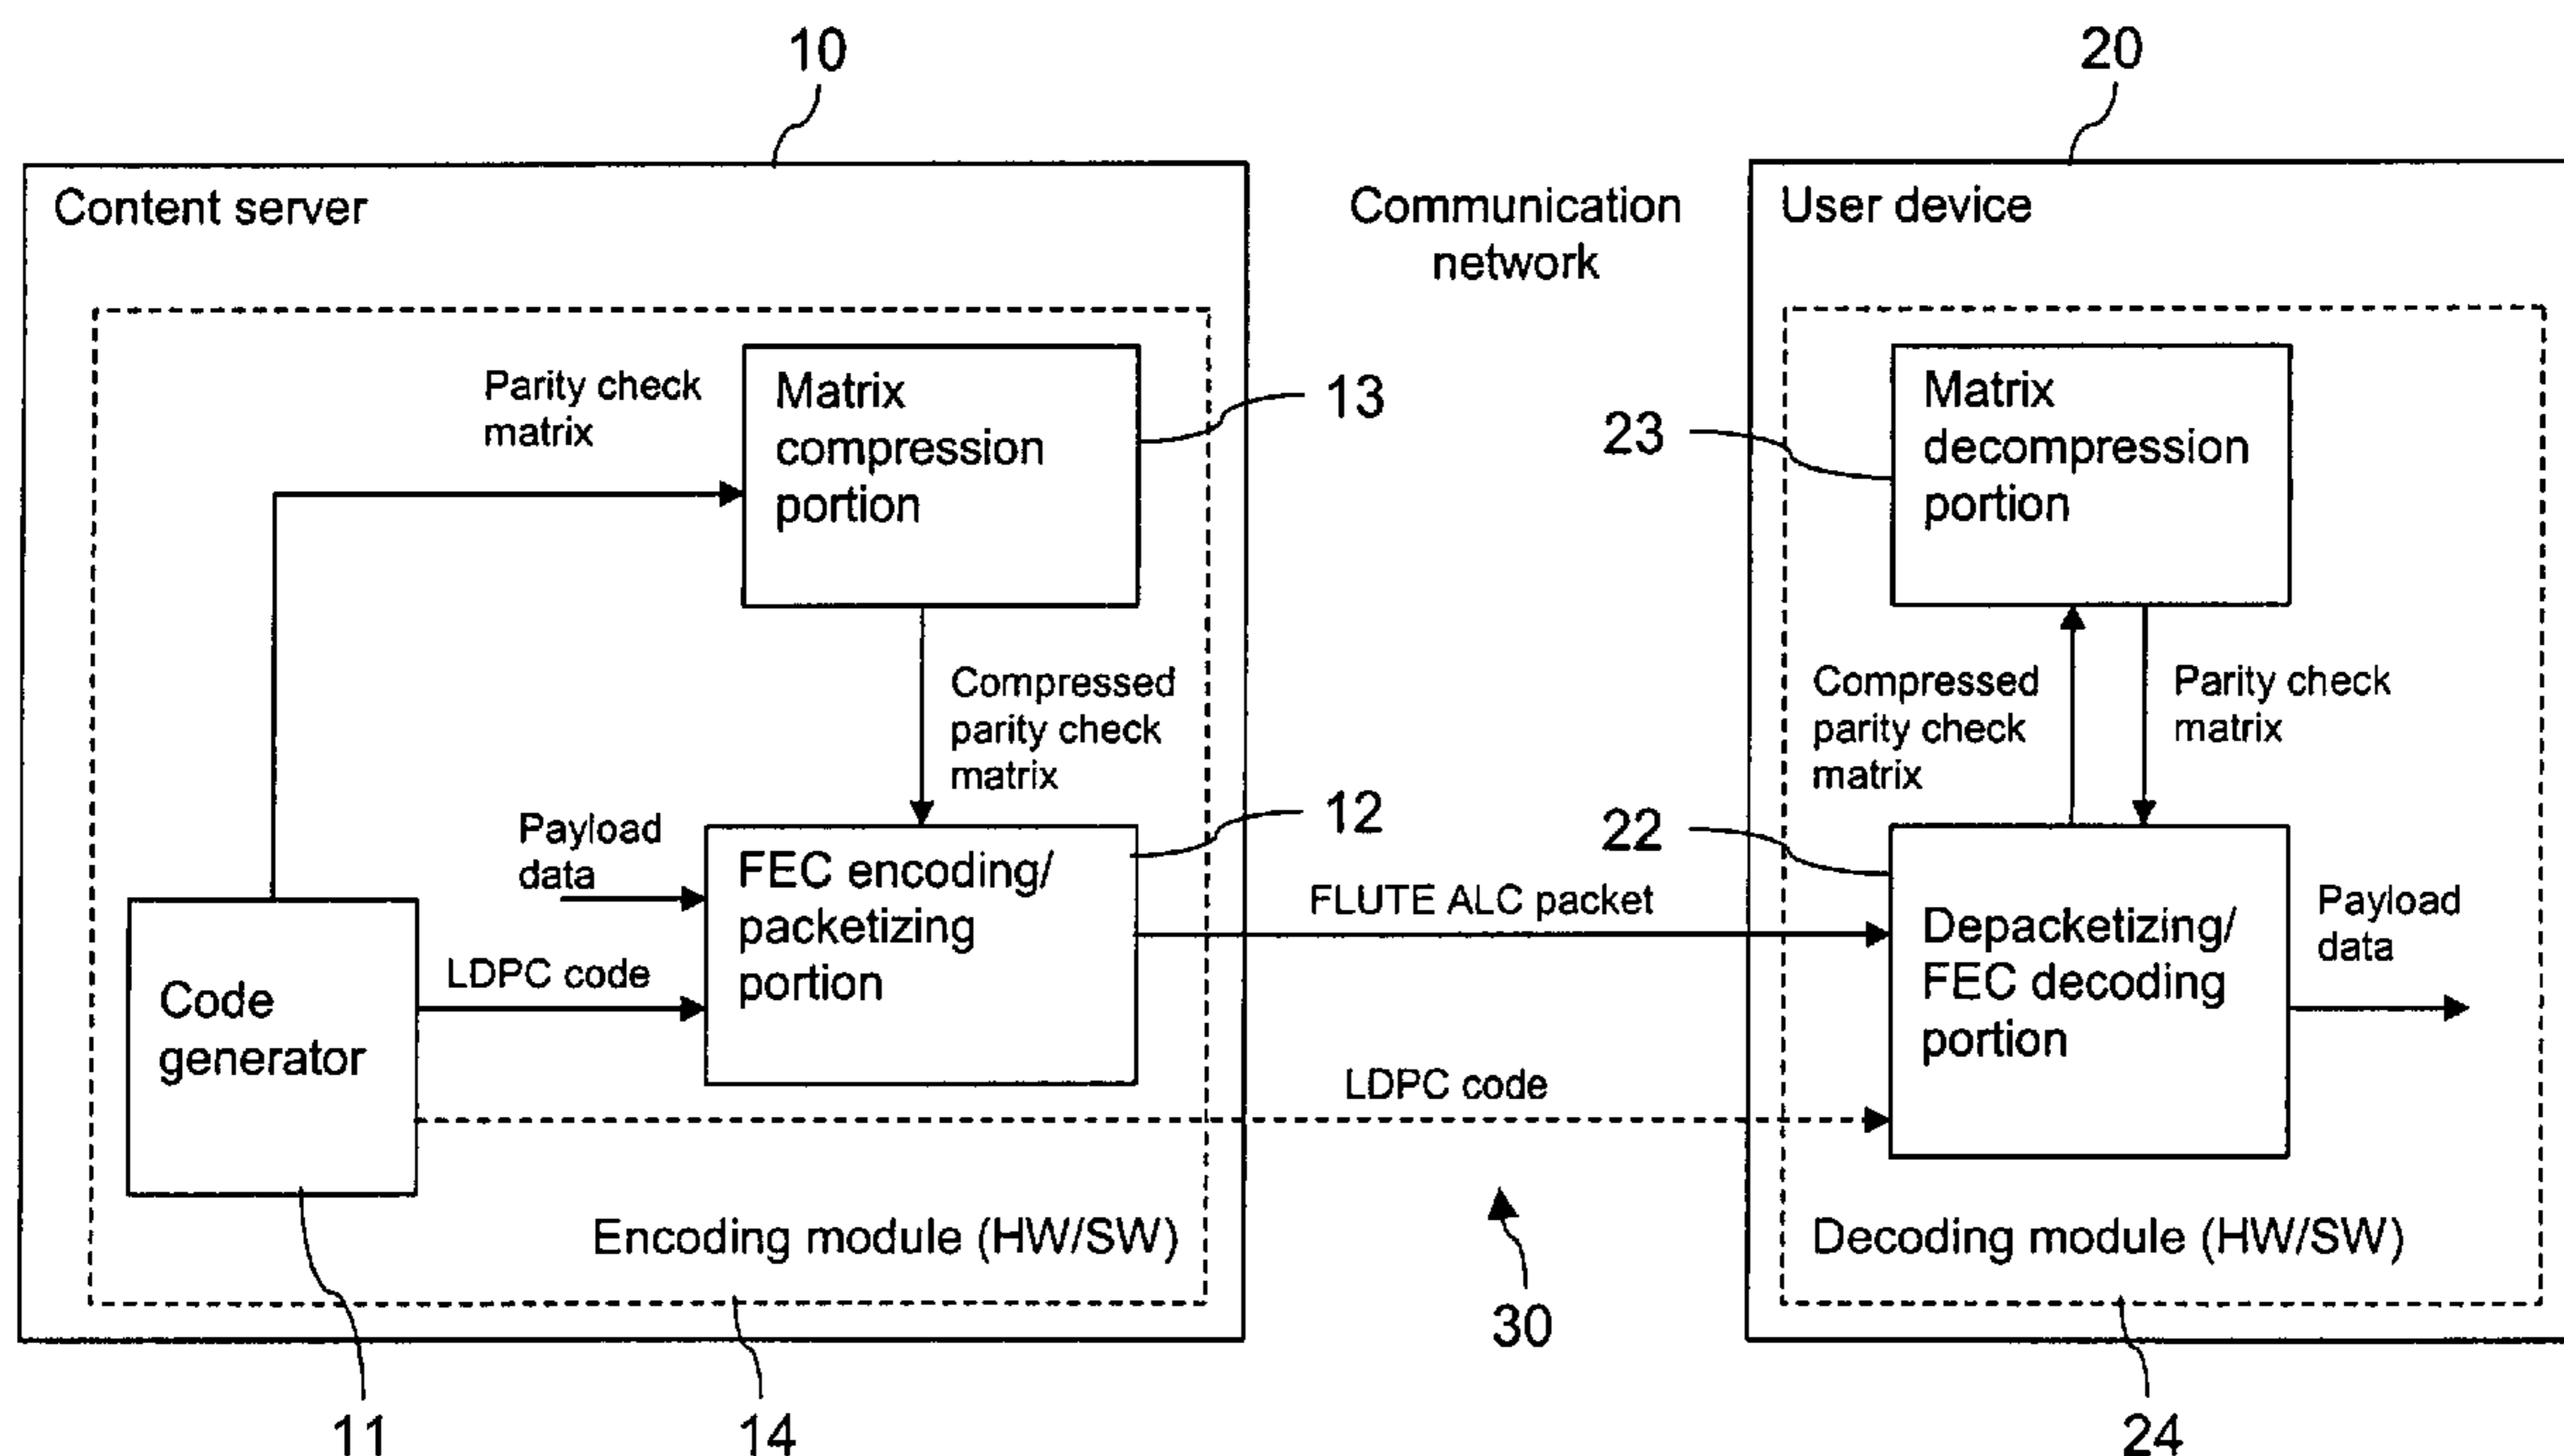 10
20
Content server
Communication
network
User device
Parity check
matrix
Matrix
compression
portion
13
23
Matrix
decompression
portion
Compressed
parity check
matrix
Compressed
parity check
matrix
Parity check
matrix
Payload
data
12
22
FEC encoding/
packetizing
portion
FLUTE ALC packet
Depacketizing/
FEC decoding
portion
Payload
data
LDPC code
Code
generator
LDPC code
Encoding module (HW/SW)
Decoding module (HW/SW)
30
11
14
24